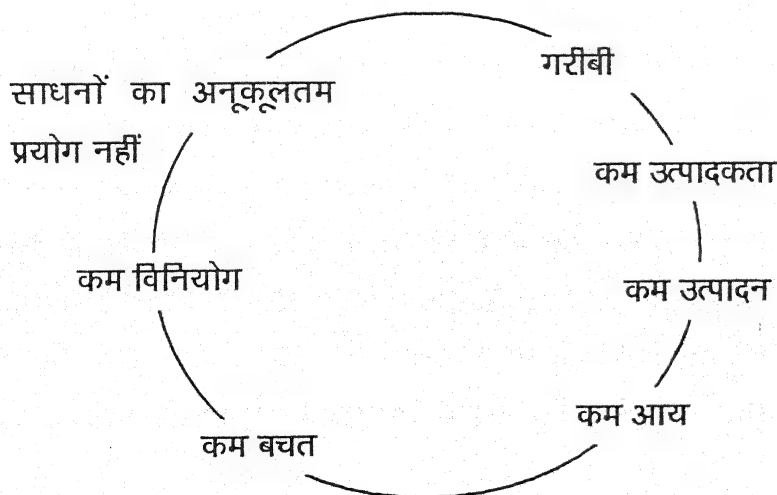 गरीबी
साधनों का अनूकूलतम
प्रयोग नहीं
कम उत्पादकता
कम विनियोग
कम उत्पादन
कम आय
कम बचत